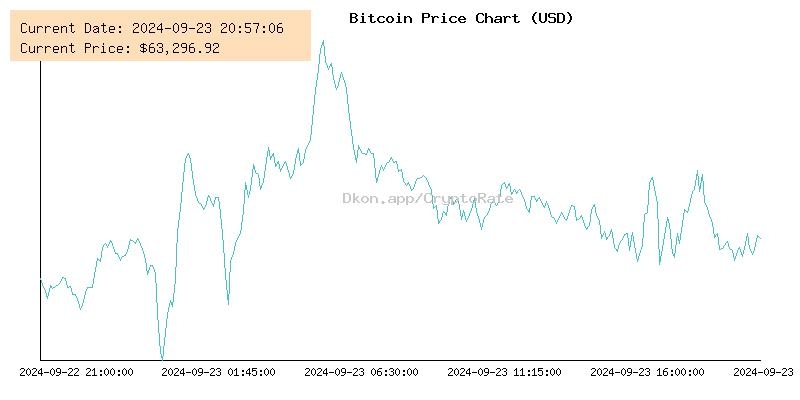 Bitcoin Price Chart (USD)
Current Date: 2024-09-23 20:57:06
Current Price: $63,296.92
Dkon.app/CryptoRate
2024-09-22 21:00:00 2024-09-23 01:45:00 2024-09-23 06:30:00 2024-09-23 11:15:00 2024-09-23 16:00:00 2024-09-23